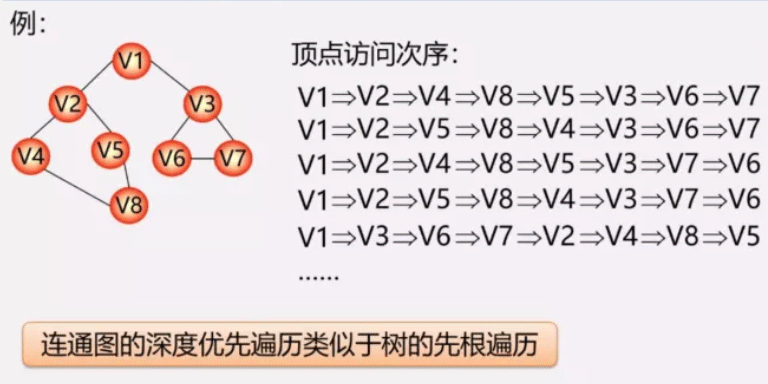 例：
顶点访问次序：
V1
V2
V3
V4
V5
V6
V7
V8
V1⇒V2⇒V4⇒V8⇒V5⇒V3⇒V6⇒V7
V1⇒V2⇒V5⇒V8⇒V4⇒V3⇒V6⇒V7
V1⇒V2⇒V4⇒V8⇒V5⇒V3⇒V7⇒V6
V1⇒V2⇒V5⇒V8⇒V4⇒V3⇒V7⇒V6
V1⇒V3⇒V6⇒V7⇒V2⇒V4⇒V8⇒V5
......
连通图的深度优先遍历类似于树的先根遍历